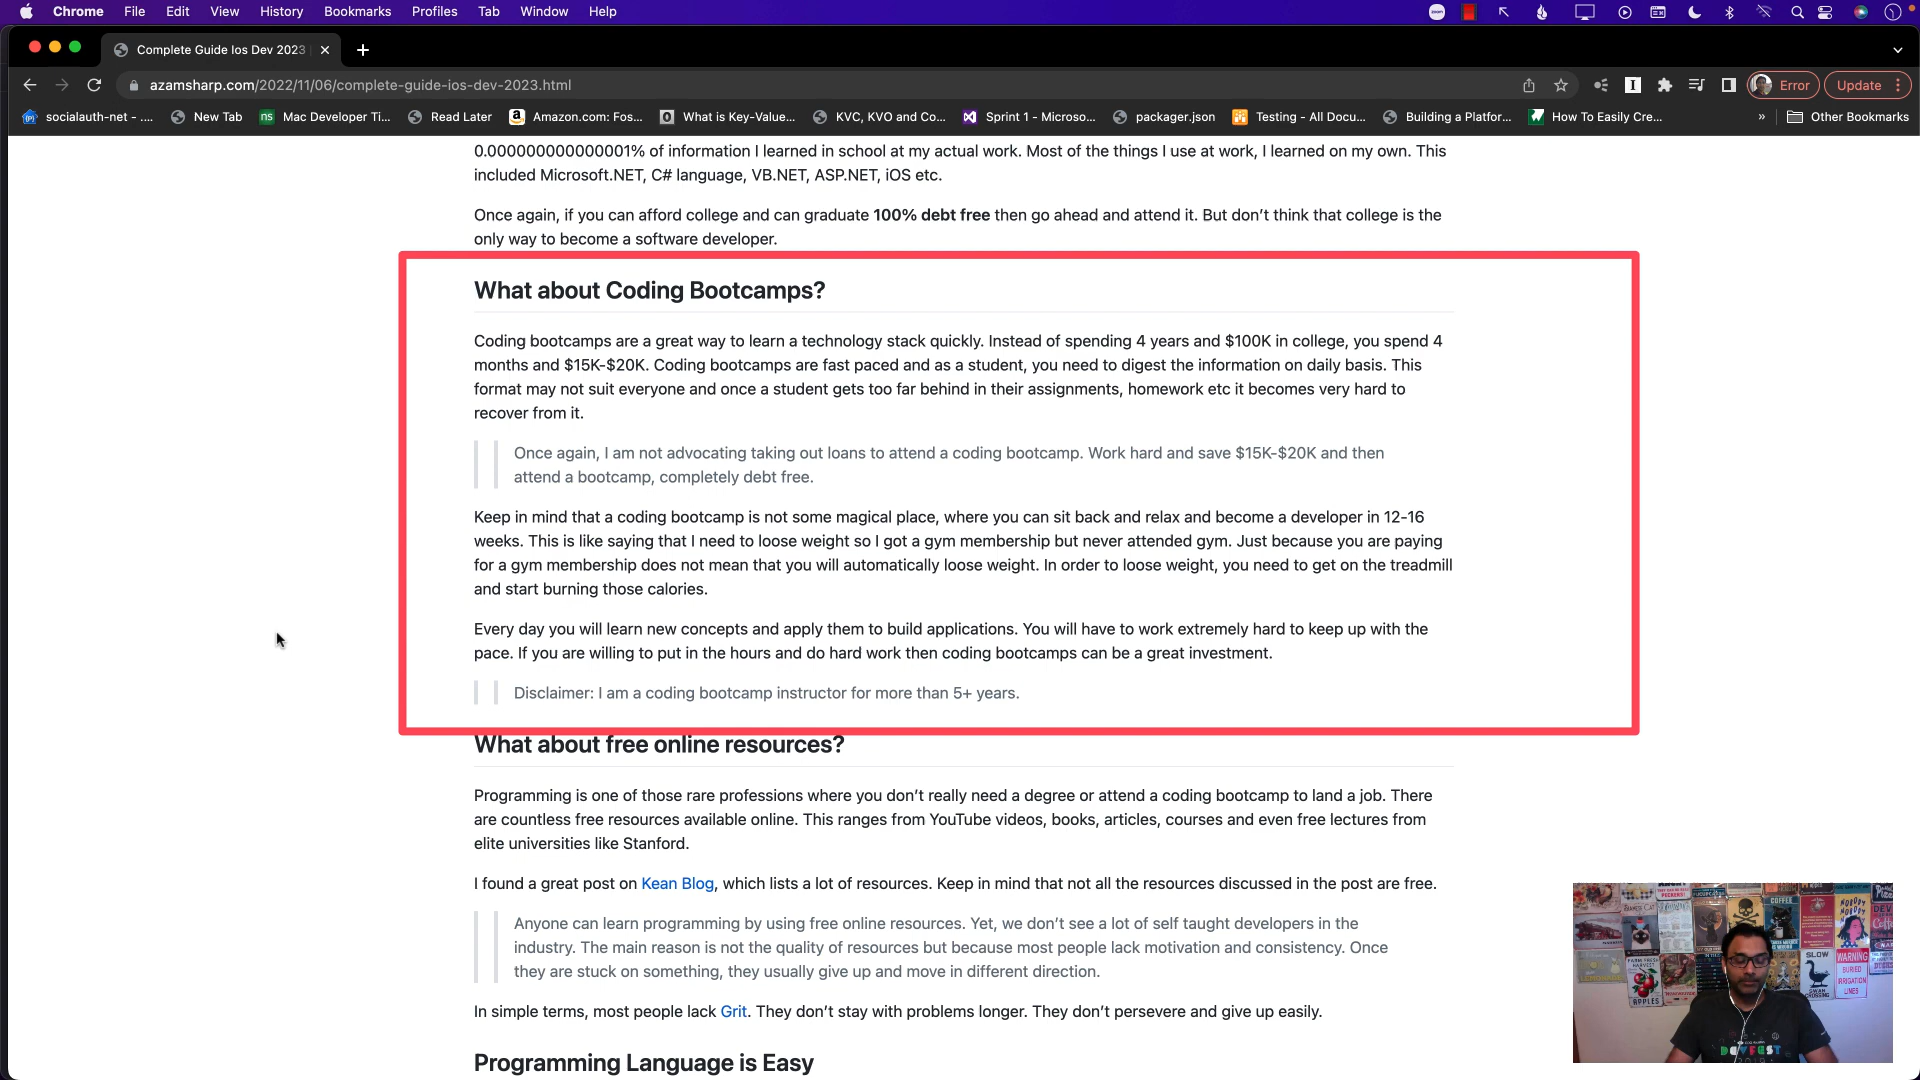 Chrome File Edit View History Bookmarks Profiles Tab Window Help
Complete Guide Ios Dev 2023
azamsharp.com/2022/11/06/complete-guide-ios-dev-2023.html
Error
Update
socialauth-net - ....
New Tab
ns
Mac Developer Ti...
Read Later
Amazon.com: Fos...
What is Key-Value...
KVC, KVO and Co...
Sprint 1 - Microso...
packager.json
Testing - All Docu...
Building a Platfor...
How To Easily Cre...
»
Other Bookmarks
0.000000000000001% of information I learned in school at my actual work. Most of the things I use at work, I learned on my own. This
included Microsoft.NET, C# language, VB.NET, ASP.NET, iOS etc.
Once again, if you can afford college and can graduate 100% debt free then go ahead and attend it. But don't think that college is the
only way to become a software developer.
What about Coding Bootcamps?
Coding bootcamps are a great way to learn a technology stack quickly. Instead of spending 4 years and $100K in college, you spend 4
months and $15K-$20K. Coding bootcamps are fast paced and as a student, you need to digest the information on daily basis. This
format may not suit everyone and once a student gets too far behind in their assignments, homework etc it becomes very hard to
recover from it.
Once again, I am not advocating taking out loans to attend a coding bootcamp. Work hard and save $15K-$20K and then
attend a bootcamp, completely debt free.
Keep in mind that a coding bootcamp is not some magical place, where you can sit back and relax and become a developer in 12-16
weeks. This is like saying that I need to loose weight so I got a gym membership but never attended gym. Just because you are paying
for a gym membership does not mean that you will automatically loose weight. In order to loose weight, you need to get on the treadmill
and start burning those calories.
Every day you will learn new concepts and apply them to build applications. You will have to work extremely hard to keep up with the
pace. If you are willing to put in the hours and do hard work then coding bootcamps can be a great investment.
Disclaimer: I am a coding bootcamp instructor for more than 5+ years.
What about free online resources?
Programming is one of those rare professions where you don't really need a degree or attend a coding bootcamp to land a job. There
are countless free resources available online. This ranges from YouTube videos, books, articles, courses and even free lectures from
elite universities like Stanford.
I found a great post on Kean Blog, which lists a lot of resources. Keep in mind that not all the resources discussed in the post are free.
Anyone can learn programming by using free online resources. Yet, we don't see a lot of self taught developers in the
industry. The main reason is not the quality of resources but because most people lack motivation and consistency. Once
they are stuck on something, they usually give up and move in different direction.
In simple terms, most people lack Grit. They don't stay with problems longer. They don't persevere and give up easily.
Programming Language is Easy
COFFEE
NOBODY
FARM FRESH
HARVEST
APPLES
SLOW
SWAN
CROSSING
WARNING
BURIED
IRRIGATION
LINES
DEVFEST
2019